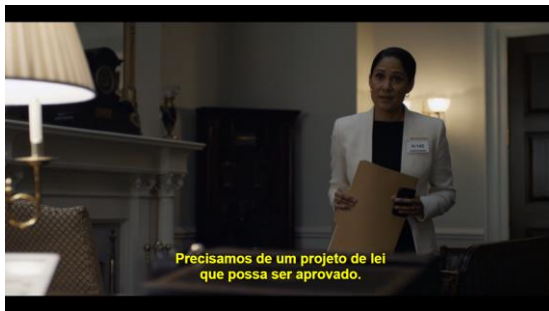 Precisamos de um projeto de lei
que possa ser aprovado.